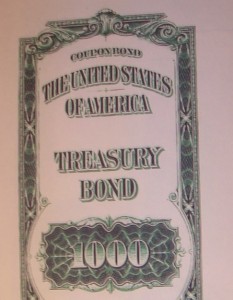 COUPON BOND
THE UNITED STATES
OF AMERICA
TREASURY
BOND
1000